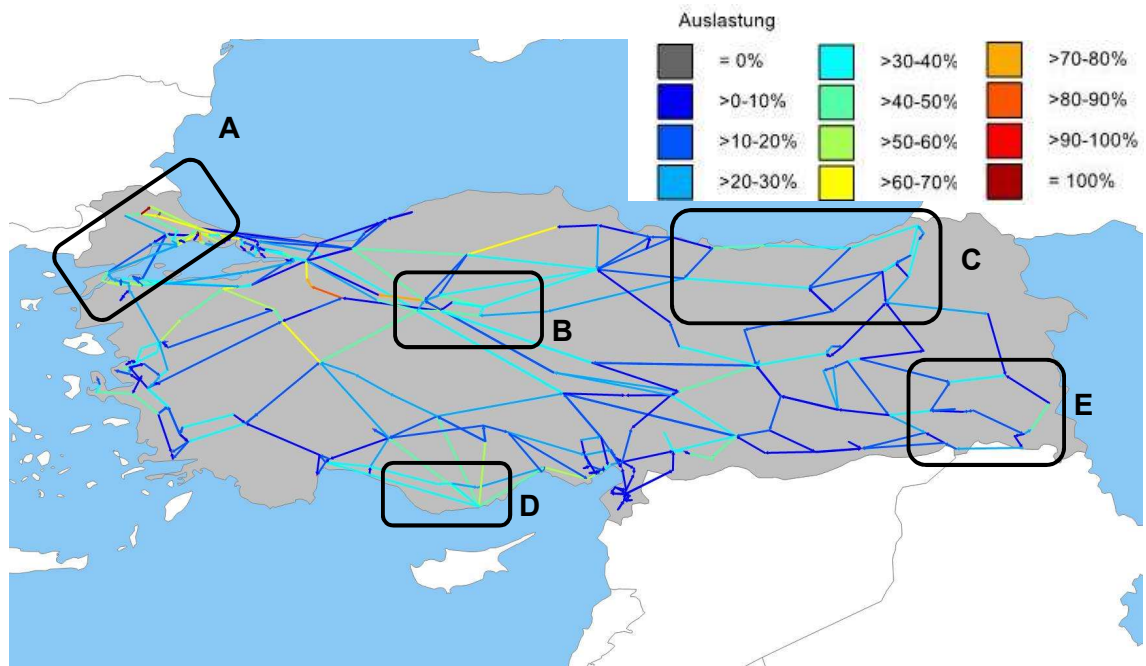 Auslastung
= 0%
>30-40%
>70-80%
>0-10%
>40-50%
>80-90%
>10-20%
>50-60%
>90-100%
>20-30%
>60-70%
= 100%
A
B
C
D
E